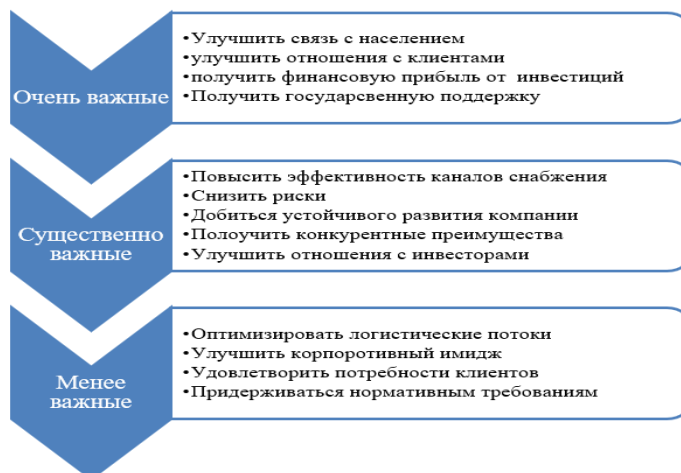 Очень важные
•Улучшить связь с населением
•улучшить отношения с клиентами
•получить финансовую прибыль от инвестиций
•Получить государсвенную поддержку
Существенно
важные
•Повысить эффективность каналов снабжения
•Снизить риски
•Добиться устойчивого развития компании
•Полоучить конкурентные преимущества
•Улучшить отношения с инвесторами
Менее
важные
•Оптимизировать логистические потоки
•Улучшить корпоротивный имидж
•Удовлетворить потребности клиентов
•Придерживаться нормативным требованиям